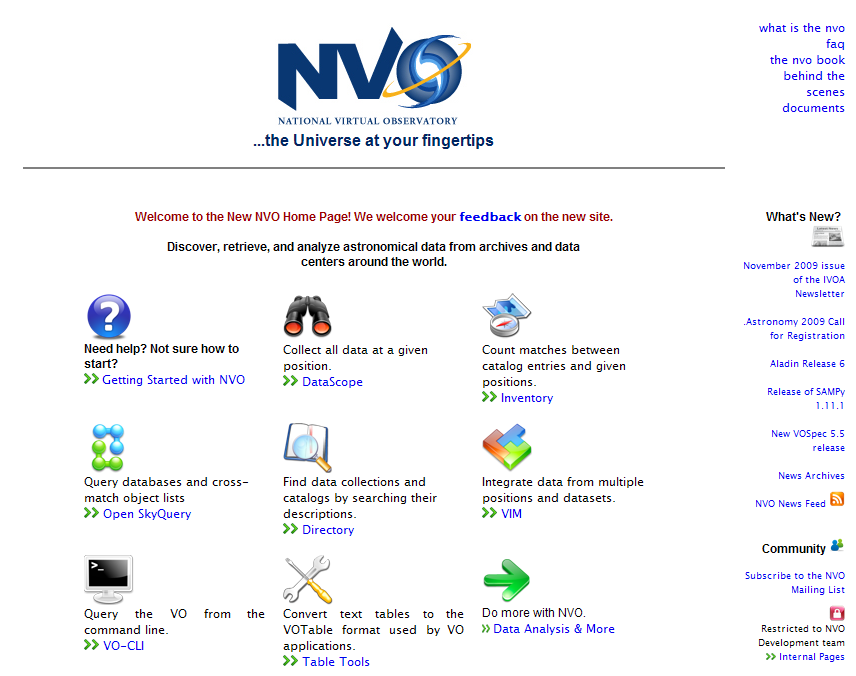 NVO
NATIONAL VIRTUAL OBSERVATORY
...the Universe at your fingertips
what is the nvo
faq
the nvo book
behind the
scenes
documents
Welcome to the New NVO Home Page! We welcome your feedback on the new site.
Discover, retrieve, and analyze astronomical data from archives and data
centers around the world.
Need help? Not sure how to
start?
Getting Started with NVO
Collect all data at a given
position.
DataScope
Count matches between
catalog entries and given
positions.
Inventory
Query databases and cross-
match object lists
Open SkyQuery
Find data collections and
catalogs by searching their
descriptions.
Directory
Integrate data from multiple
positions and datasets.
VIM
Query the VO from the
command line.
VO-CLI
Convert text tables to the
VOTable format used by VO
applications.
Table Tools
Do more with NVO.
Data Analysis & More
What's New?
November 2009 issue
of the IVOA
Newsletter
.Astronomy 2009 Call
for Registration
Aladin Release 6
Release of SAMPy
1.11.1
New VOSpec 5.5
release
News Archives
NVO News Feed
Community
Subscribe to the NVO
Mailing List
Restricted to NVO
Development team
Internal Pages